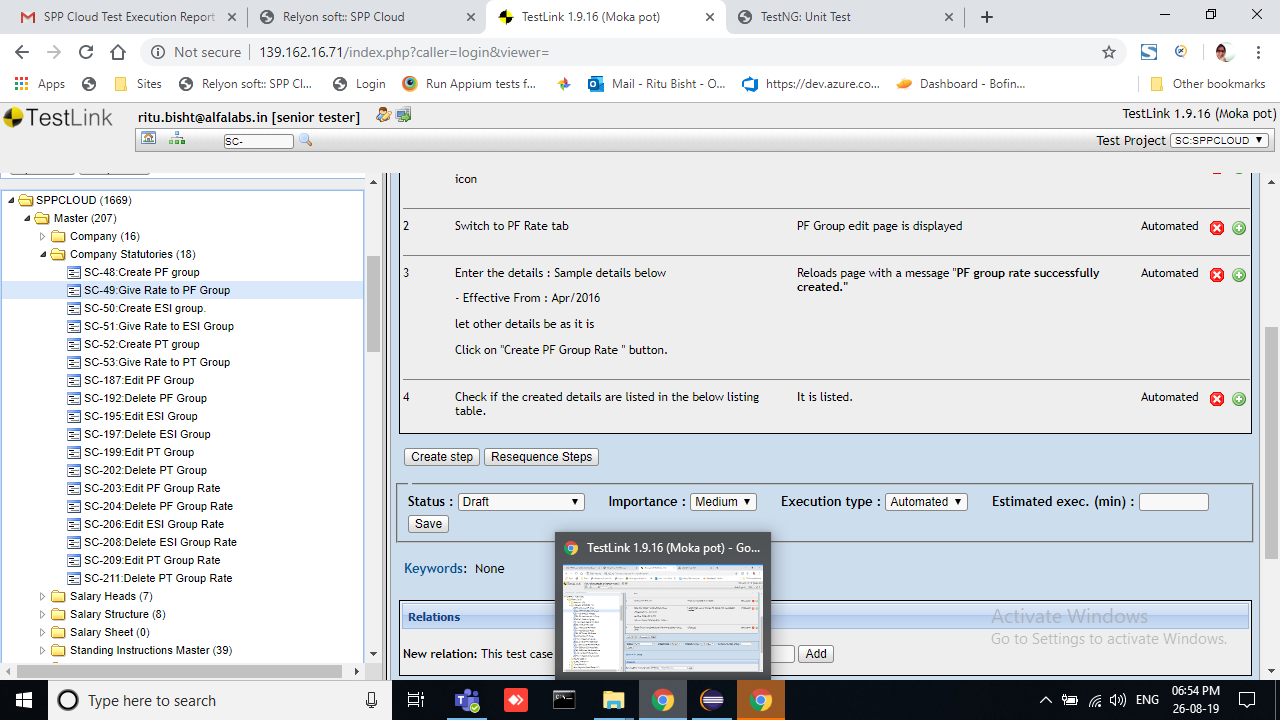 SPP Cloud Test Execution Report
Relyon soft:: SPP Cloud
TestLink 1.9.16 (Moka pot)
TestNG: Unit Test
Not secure
139.162.16.71/index.php?caller=login&viewer=
Apps
Sites
Relyon soft:: SPP Cl...
Login
Run Appium tests f...
Mail - Ritu Bisht - O...
https://dev.azure.co...
Dashboard - Bofin...
Other bookmarks
TestLink
ritu.bisht@alfalabs.in [senior tester]
TestLink 1.9.16 (Moka pot)
SC-
Test Project
SC:SPPCLOUD
SPPCLOUD (1669)
Master (207)
Company (16)
Company Statutories (18)
SC-48:Create PF group
SC-49:Give Rate to PF Group
SC-50:Create ESI group.
SC-51:Give Rate to ESI Group
SC-52:Create PT group
SC-53:Give Rate to PT Group
SC-187:Edit PF Group
SC-192:Delete PF Group
SC-195:Edit ESI Group
SC-197:Delete ESI Group
SC-199:Edit PT Group
SC-202:Delete PT Group
SC-203:Edit PF Group Rate
SC-204:Delete PF Group Rate
SC-206:Edit ESI Group Rate
SC-208:Delete ESI Group Rate
SC-209:Edit PT Group Rate
SC-211:Delete PT Group Rate
Salary Heads (7)
Salary Structure (8)
Salary Sheet (0)
Standing Instructions Master (39)
icon
2 Switch to PF Rate tab PF Group edit page is displayed Automated
3 Enter the details : Sample details below Reloads page with a message "PF group rate successfully Automated
created."
- Effective From : Apr/2016
let other details be as it is
Click on "Create PF Group Rate " button.
4 Check if the created details are listed in the below listing It is listed. Automated
table.
Create step
Resequence Steps
Status : Draft Importance : Medium Execution type : Automated Estimated exec. (min) :
Save
TestLink 1.9.16 (Moka pot) - Go...
Keywords: None
Relations
New relation: This test case
Add
Activate Windows
Go to Settings to activate Windows.
Type here to search
ENG
06:54 PM
26-08-19